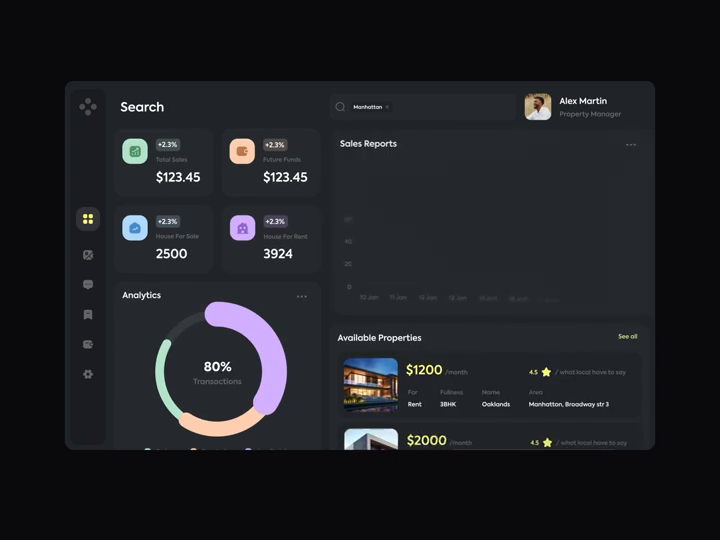 Search
Manhattan ×
Alex Martin
Property Manager
+2.3%
Total Sales
$123.45
+2.3%
Future Funds
$123.45
+2.3%
House For Sale
2500
+2.3%
House For Rent
3924
Sales Reports
60
40
20
0
10 Jan 11 Jan 12 Jan 13 Jan
Analytics
80%
Transactions
Available Properties
See all
$1200 /month
4.5 / what local have to say
For Fullness Name Area
Rent 3BHK Oaklands Manhattan, Broadway str 3
$2000 /month
4.5 / what local have to say